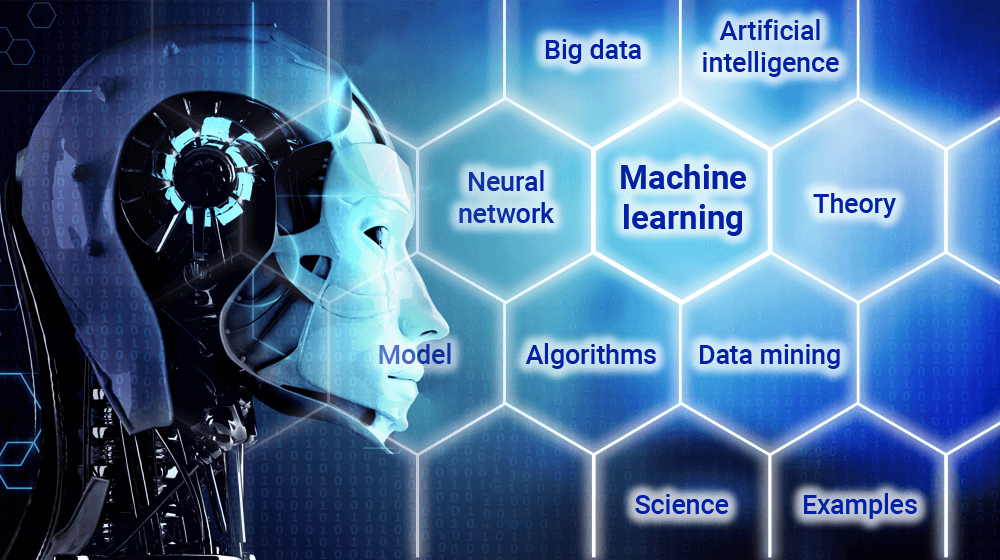 Big data
Artificial
intelligence
Neural
network
Machine
learning
Theory
Model
Algorithms
Data mining
Science
Examples